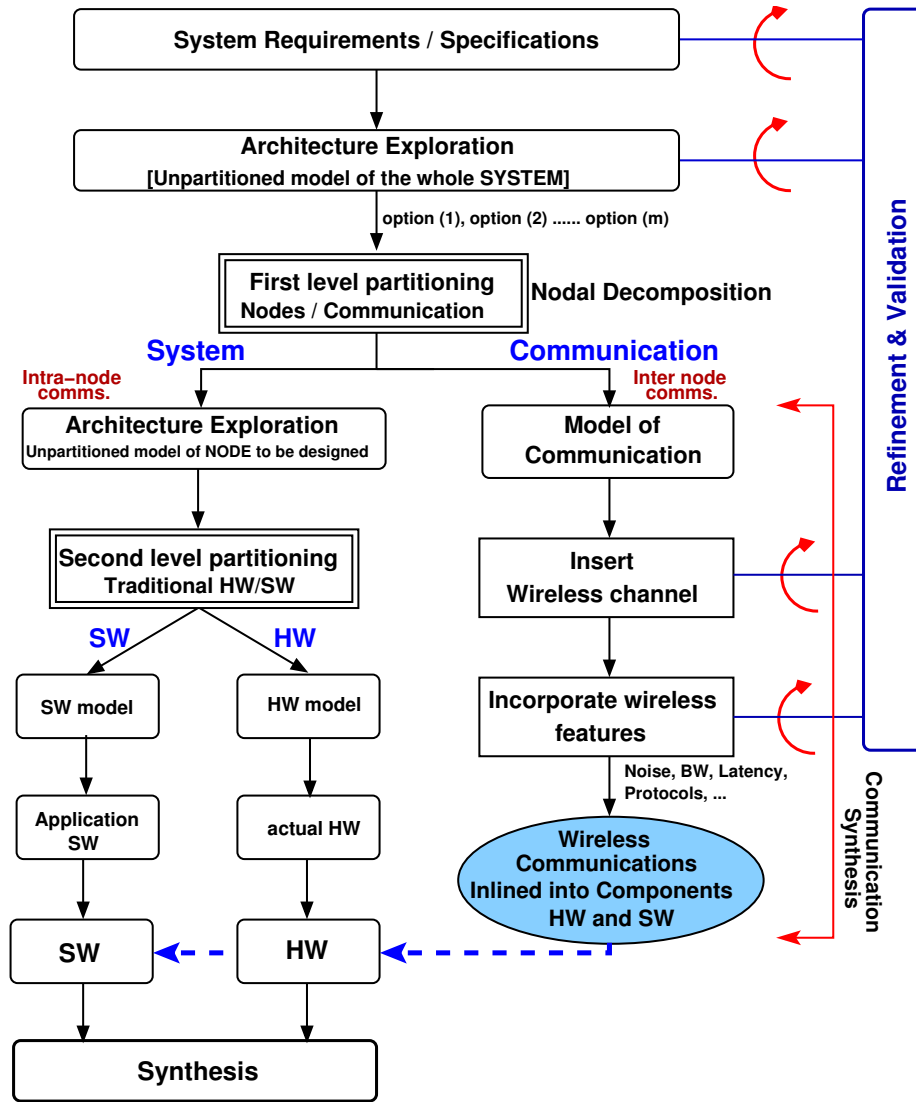 System Requirements / Specifications
Architecture Exploration
[Unpartitioned model of the whole SYSTEM]
option (1), option (2) ...... option (m)
First level partitioning
Nodes / Communication
Nodal Decomposition
System
Communication
Intra−node
comms.
Inter node
comms.
Architecture Exploration
Unpartitioned model of NODE to be designed
Model of
Communication
Second level partitioning
Traditional HW/SW
Insert
Wireless channel
SW
HW
SW model
HW model
Incorporate wireless
features
Noise, BW, Latency,
Protocols, ...
Application
SW
actual HW
Wireless
Communications
Inlined into Components
HW and SW
SW
HW
Synthesis
Refinement & Validation
Communication
Synthesis